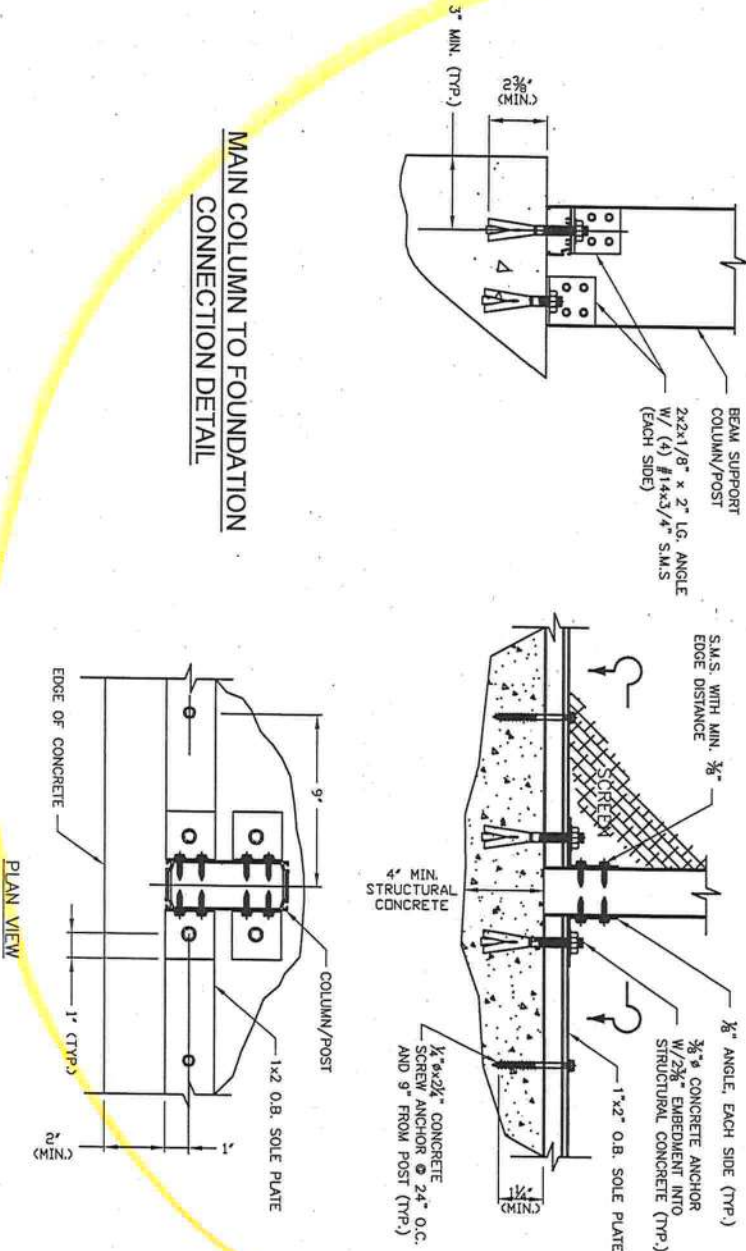 BEAM SUPPORT
COLUMN/POST
2x2x1/8" x 2" LG. ANGLE
W/ (4) #14x3/4" S.M.S
(EACH SIDE)
2⅜"
(MIN.)
3" MIN. (TYP.)
MAIN COLUMN TO FOUNDATION
CONNECTION DETAIL
S.M.S. WITH MIN. ⅜"
EDGE DISTANCE
SCREEN
⅛" ANGLE, EACH SIDE (TYP.)
⅜"ø CONCRETE ANCHOR
W/2⅜" EMBEDMENT INTO
STRUCTURAL CONCRETE (TYP.)
1"x2" O.B. SOLE PLATE
1¼"
(MIN.)
4" MIN.
STRUCTURAL
CONCRETE
¼"øx2¼" CONCRETE
SCREW ANCHOR @ 24" O.C.
AND 9" FROM POST (TYP.)
9"
COLUMN/POST
1x2 O.B. SOLE PLATE
EDGE OF CONCRETE
1" (TYP.)
1"
2"
(MIN.)
PLAN VIEW